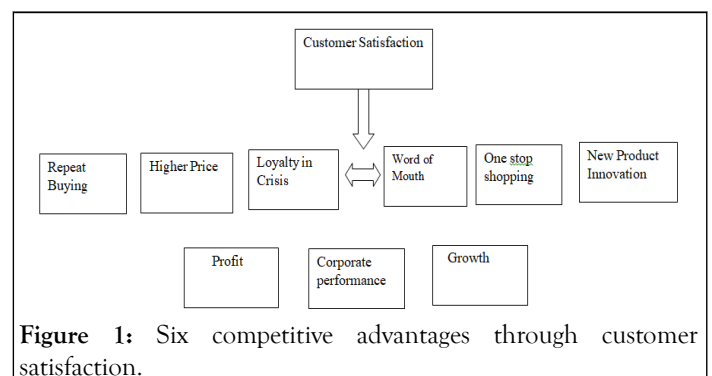 Customer Satisfaction
Repeat
Buying
Higher Price
Loyalty in
Crisis
Word of
Mouth
One stop
shopping
New Product
Innovation
Profit
Corporate
performance
Growth
Figure 1: Six competitive advantages through customer
satisfaction.